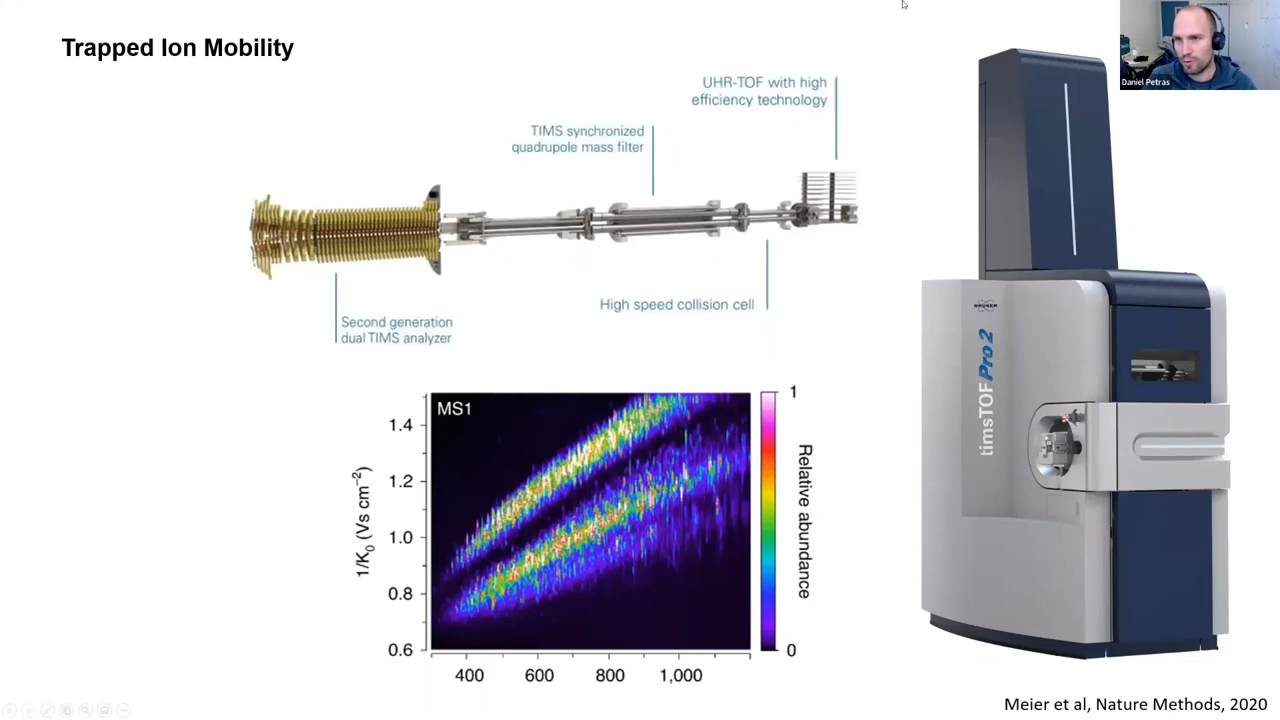 Trapped Ion Mobility
Daniel Petras
UHR-TOF with high
efficiency technology
TIMS synchronized
quadrupole mass filter
High speed collision cell
Second generation
dual TIMS analyzer
BRUKER
timsTOF Pro 2
MS1
1/K₀ (Vs cm⁻²)
1.4
1.2
1.0
0.8
0.6
400 600 800 1,000
1
0
Relative abundance
Meier et al, Nature Methods, 2020